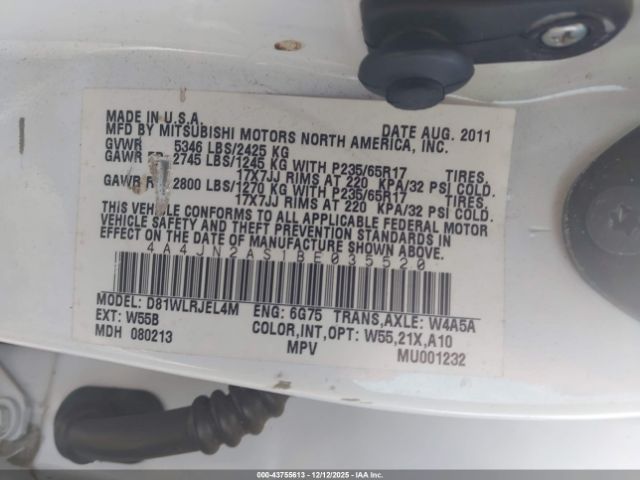 MADE IN U.S.A. DATE AUG. 2011
MFD BY MITSUBISHI MOTORS NORTH AMERICA, INC.
GVWR 5346 LBS/2425 KG
GAWR 2745 LBS/1245 KG WITH P235/65R17 TIRES,
17X7JJ RIMS AT 220 KPA/32 PSI COLD.
GAWR R 2800 LBS/1270 KG WITH P235/65R17 TIRES,
17X7JJ RIMS AT 220 KPA/32 PSI COLD.
THIS VEHICLE CONFORMS TO ALL APPLICABLE FEDERAL MOTOR
VEHICLE SAFETY AND THEFT PREVENTION STANDARDS IN
EFFECT ON THE DATE OF MANUFACTURE SHOWN ABOVE.
4A4JN2AS1BE035520
MODEL: D81WLRJEL4M ENG: 6G75 TRANS,AXLE: W4A5A
EXT: W55B COLOR,INT,OPT: W55,21X,A10
MDH 080213 MPV MU001232
000-43755613 - 12/12/2025 - IAA Inc.